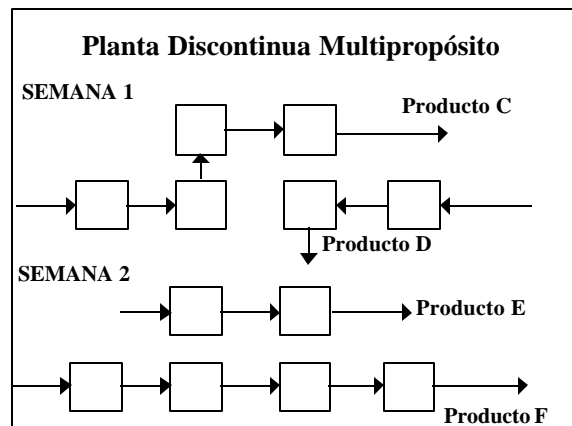 Planta Discontinua Multipropósito
SEMANA 1
Producto C
Producto D
SEMANA 2
Producto E
Producto F